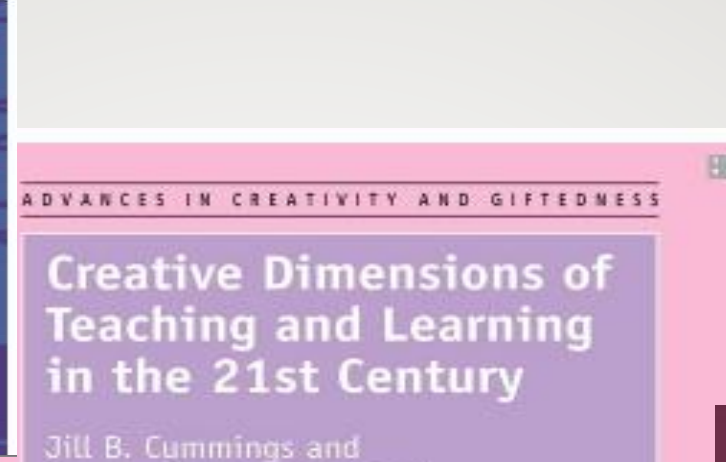 ADVANCES IN CREATIVITY AND GIFTEDNESS
Creative Dimensions of
Teaching and Learning
in the 21st Century
Jill B. Cummings and